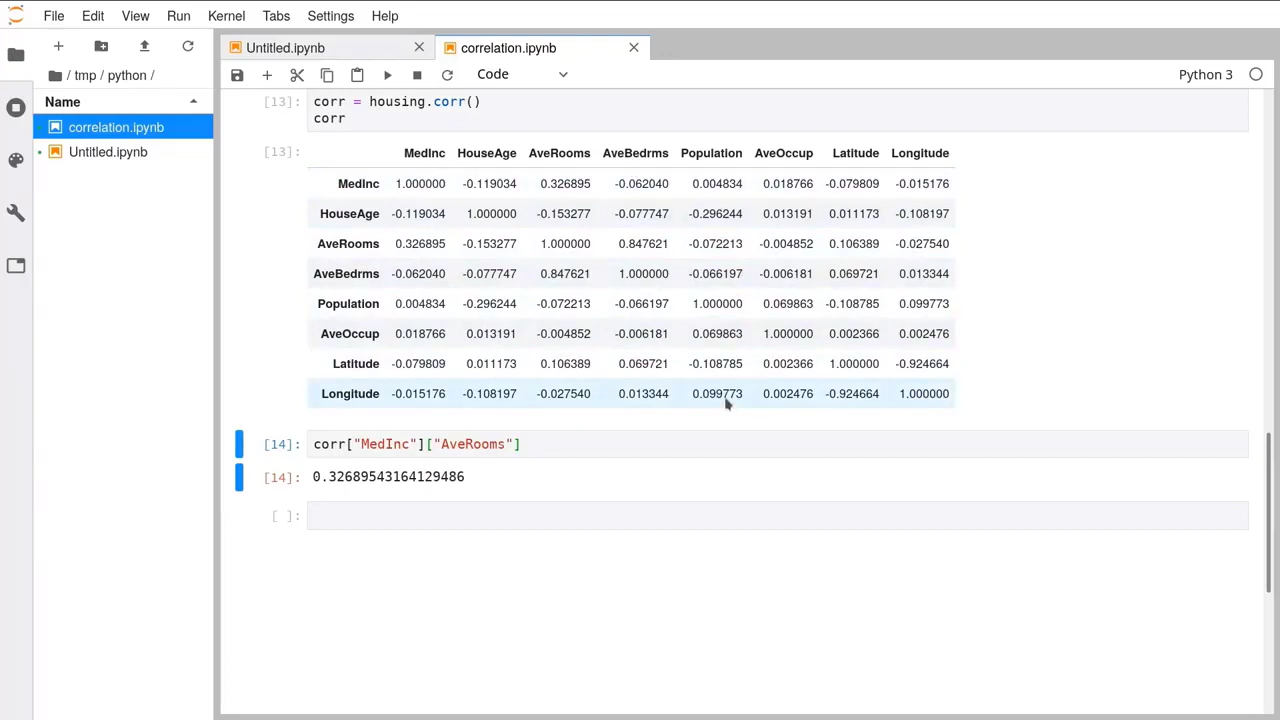 File Edit View Run Kernel Tabs Settings Help
/ tmp / python /
Name
correlation.ipynb
Untitled.ipynb
Untitled.ipynb
correlation.ipynb
Code
Python 3
[13]: corr = housing.corr()
corr
[13]: MedInc HouseAge AveRooms AveBedrms Population AveOccup Latitude Longitude
MedInc 1.000000 -0.119034 0.326895 -0.062040 0.004834 0.018766 -0.079809 -0.015176
HouseAge -0.119034 1.000000 -0.153277 -0.077747 -0.296244 0.013191 0.011173 -0.108197
AveRooms 0.326895 -0.153277 1.000000 0.847621 -0.072213 -0.004852 0.106389 -0.027540
AveBedrms -0.062040 -0.077747 0.847621 1.000000 -0.066197 -0.006181 0.069721 0.013344
Population 0.004834 -0.296244 -0.072213 -0.066197 1.000000 0.069863 -0.108785 0.099773
AveOccup 0.018766 0.013191 -0.004852 -0.006181 0.069863 1.000000 0.002366 0.002476
Latitude -0.079809 0.011173 0.106389 0.069721 -0.108785 0.002366 1.000000 -0.924664
Longitude -0.015176 -0.108197 -0.027540 0.013344 0.099773 0.002476 -0.924664 1.000000
[14]: corr["MedInc"]["AveRooms"]
[14]: 0.32689543164129486
[ ]: